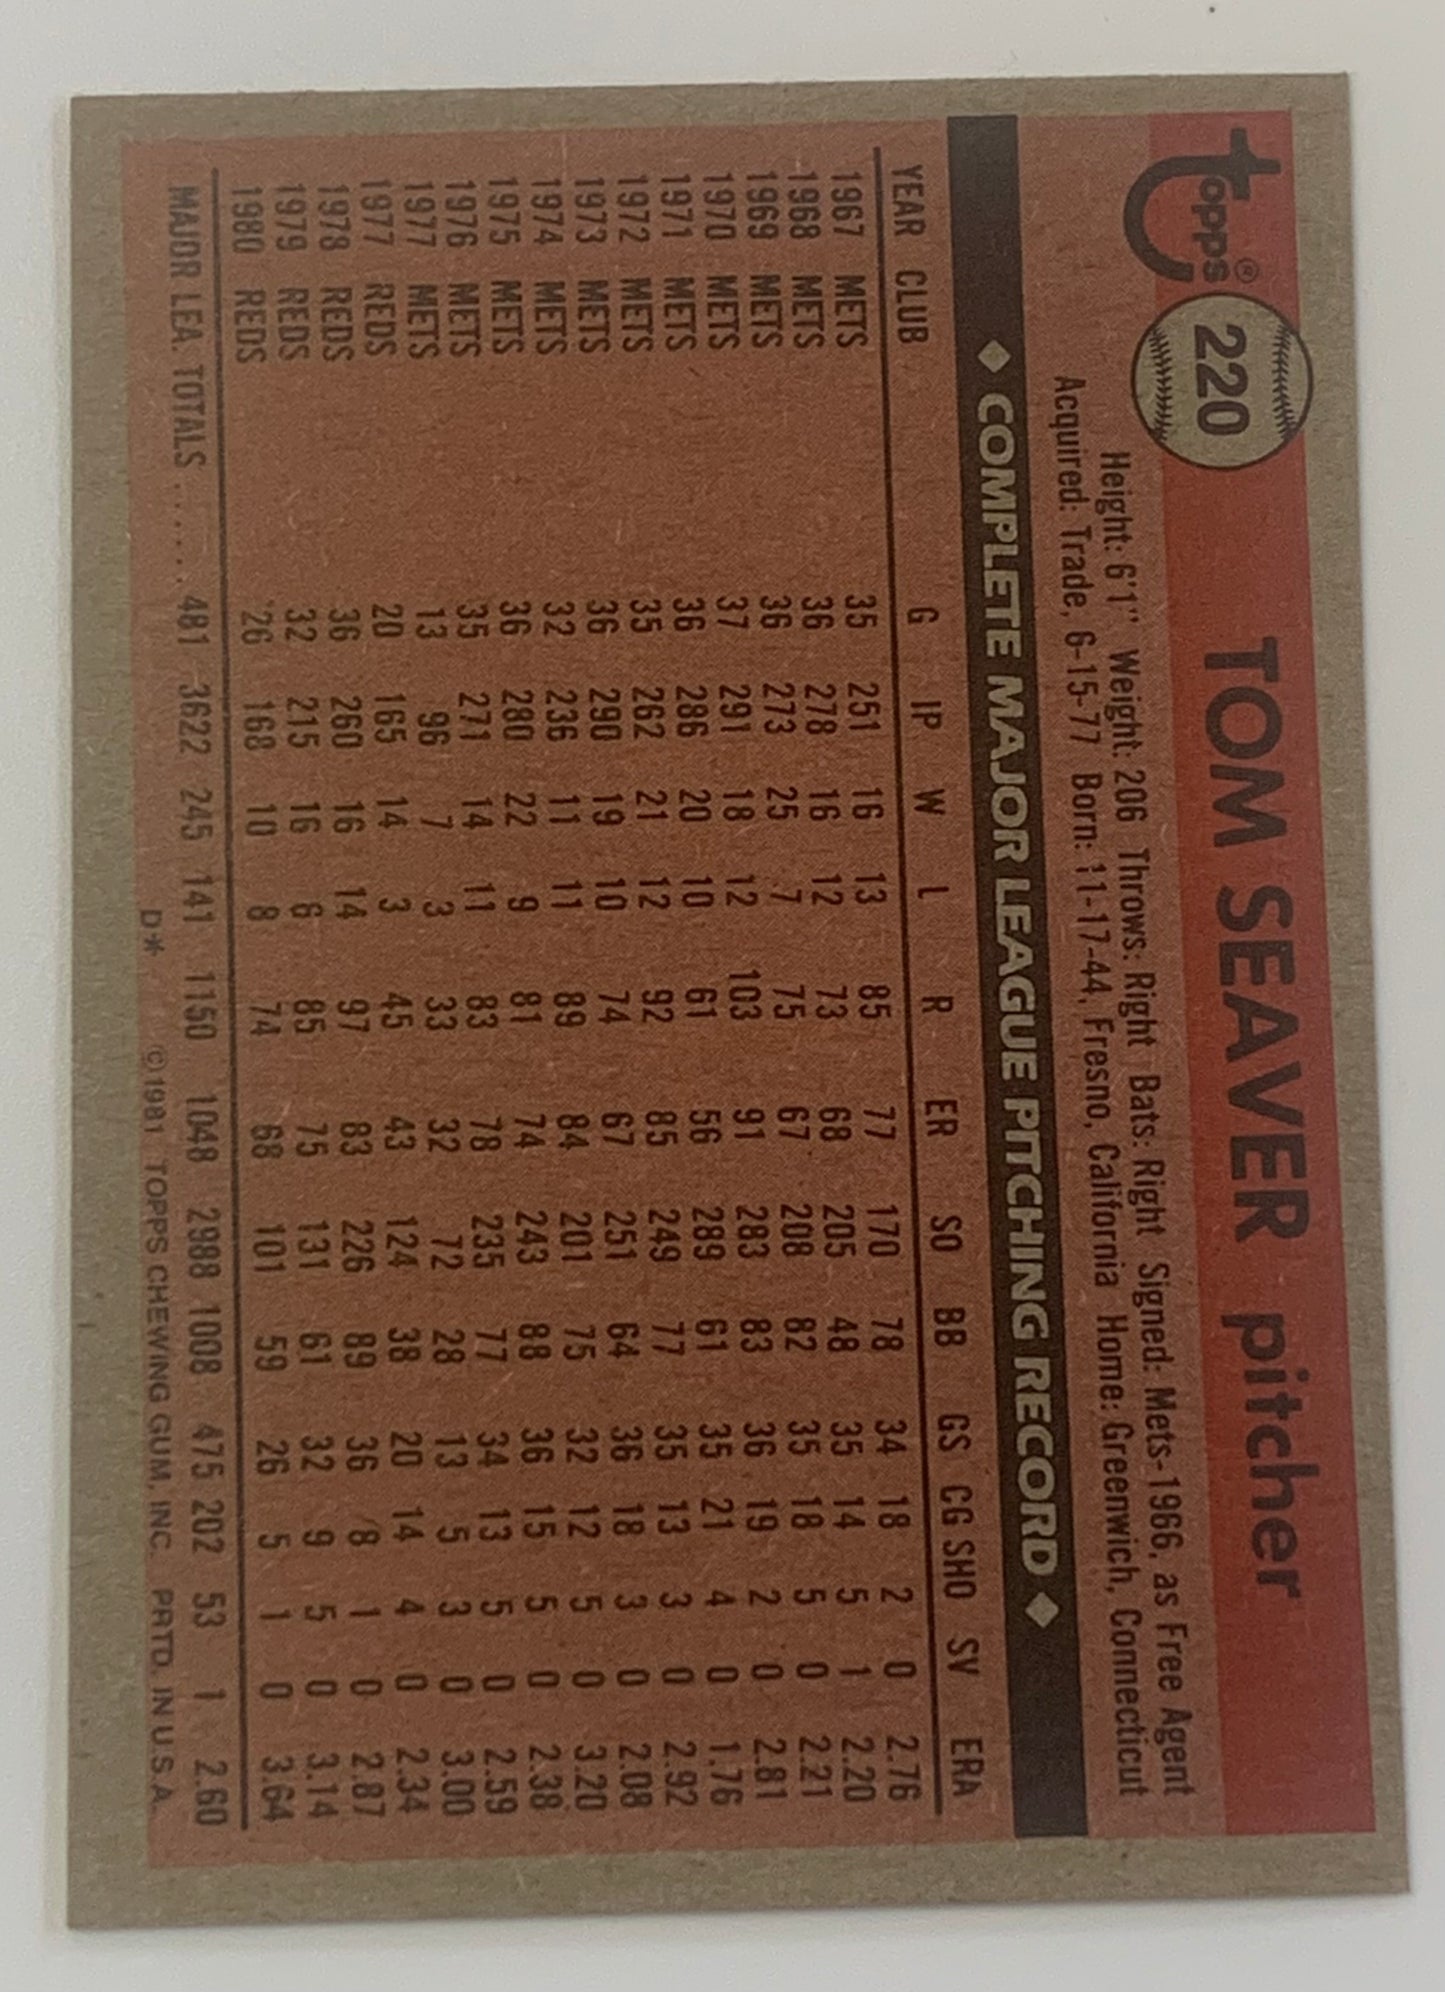 topps® 220 TOM SEAVER pitcher
Height: 6'1" Weight: 206 Throws: Right Bats: Right Signed: Mets-1966, as Free Agent
Acquired: Trade, 6-15-77 Born: 11-17-44, Fresno, California Home: Greenwich, Connecticut
◆ COMPLETE MAJOR LEAGUE PITCHING RECORD ◆
YEAR CLUB G IP W L R ER SO BB GS CG SHO SV ERA
1967 METS 35 251 16 13 85 77 170 78 34 18 2 0 2.76
1968 METS 36 278 16 12 73 68 205 48 35 14 5 1 2.20
1969 METS 36 273 25 7 75 67 208 82 35 18 5 0 2.21
1970 METS 37 291 18 12 103 91 283 83 36 19 2 0 2.81
1971 METS 36 286 20 10 61 56 289 61 35 21 4 0 1.76
1972 METS 35 262 21 12 92 85 249 77 35 13 3 0 2.92
1973 METS 36 290 19 10 74 67 251 64 36 18 3 0 2.08
1974 METS 32 236 11 11 89 84 201 75 32 12 5 0 3.20
1975 METS 36 280 22 9 81 74 243 88 36 15 5 0 2.38
1976 METS 35 271 14 11 83 78 235 77 34 13 5 0 2.59
1977 METS 13 96 7 3 33 32 72 28 13 5 3 0 3.00
1977 REDS 20 165 14 3 45 43 124 38 20 14 4 0 2.34
1978 REDS 36 260 16 14 97 83 226 89 36 8 1 0 2.87
1979 REDS 32 215 16 6 85 75 131 61 32 9 5 0 3.14
1980 REDS 26 168 10 8 74 68 101 59 26 5 1 0 3.64
MAJOR LEA. TOTALS ...... 481 3622 245 141 1150 1048 2988 1008 475 202 53 1 2.60
D* ©1981 TOPPS CHEWING GUM, INC. PRTD. IN U.S.A.